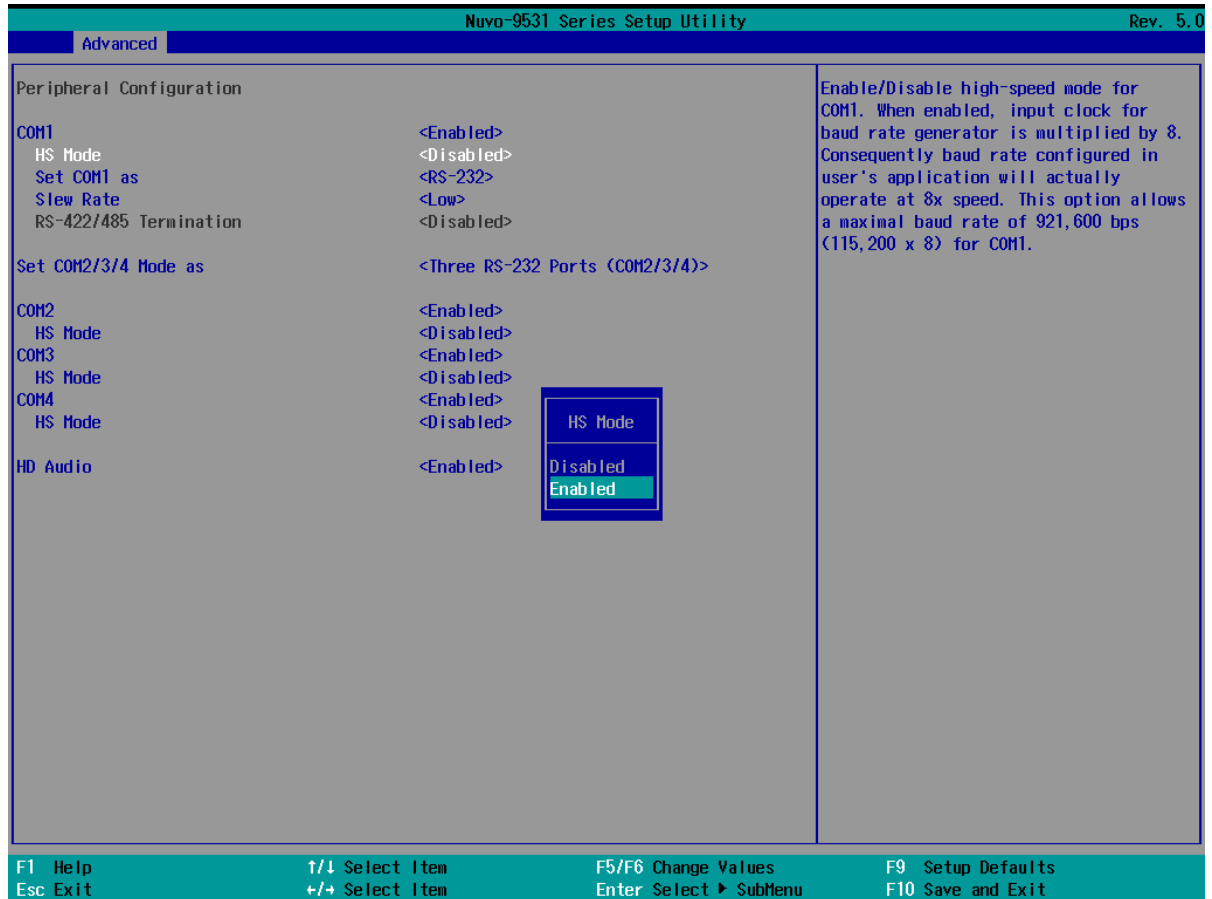 Nuvo-9531 Series Setup Utility Rev. 5.0
Advanced
Peripheral Configuration
COM1 <Enabled>
HS Mode <Disabled>
Set COM1 as <RS-232>
Slew Rate <Low>
RS-422/485 Termination <Disabled>
Set COM2/3/4 Mode as <Three RS-232 Ports (COM2/3/4)>
COM2 <Enabled>
HS Mode <Disabled>
COM3 <Enabled>
HS Mode <Disabled>
COM4 <Enabled>
HS Mode <Disabled>
HD Audio <Enabled>
HS Mode
Disabled
Enabled
Enable/Disable high-speed mode for
COM1. When enabled, input clock for
baud rate generator is multiplied by 8.
Consequently baud rate configured in
user's application will actually
operate at 8x speed. This option allows
a maximal baud rate of 921,600 bps
(115,200 x 8) for COM1.
F1 Help ↑/↓ Select Item F5/F6 Change Values F9 Setup Defaults
Esc Exit ←/→ Select Item Enter Select ▶ SubMenu F10 Save and Exit